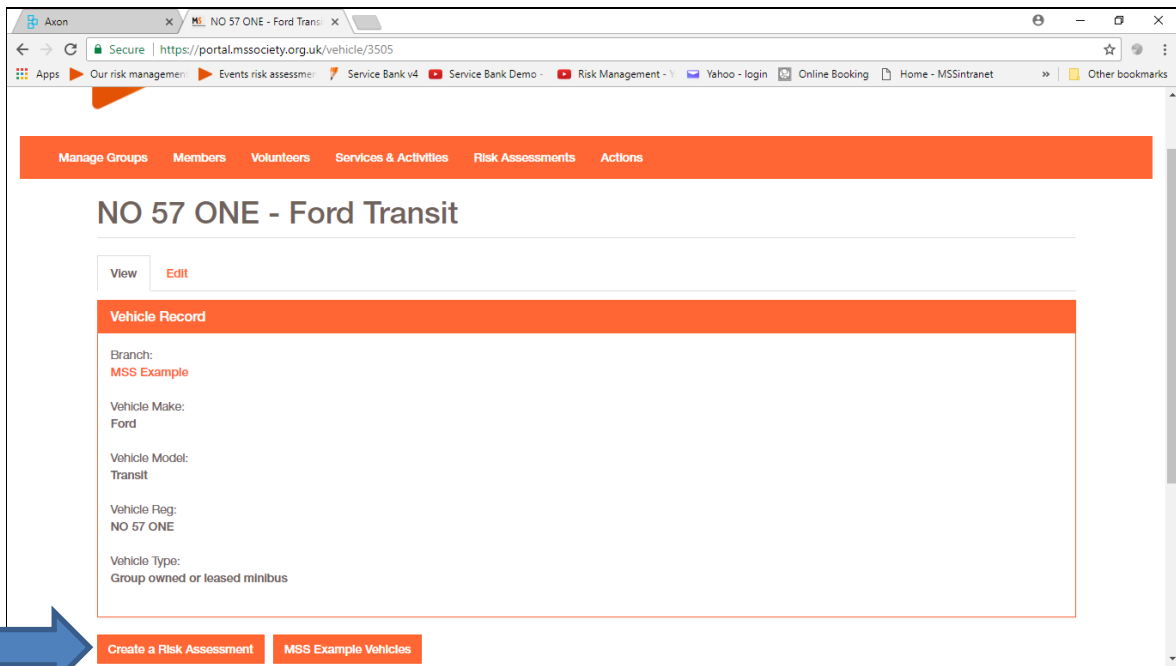 Axon
MS NO 57 ONE - Ford Transi
Secure | https://portal.mssociety.org.uk/vehicle/3505
Apps Our risk managemen Events risk assessmer Service Bank v4 Service Bank Demo - Risk Management - Y Yahoo - login Online Booking Home - MSSintranet » Other bookmarks
Manage Groups Members Volunteers Services & Activities Risk Assessments Actions
NO 57 ONE - Ford Transit
View Edit
Vehicle Record
Branch:
MSS Example
Vehicle Make:
Ford
Vehicle Model:
Transit
Vehicle Reg:
NO 57 ONE
Vehicle Type:
Group owned or leased minibus
Create a Risk Assessment MSS Example Vehicles